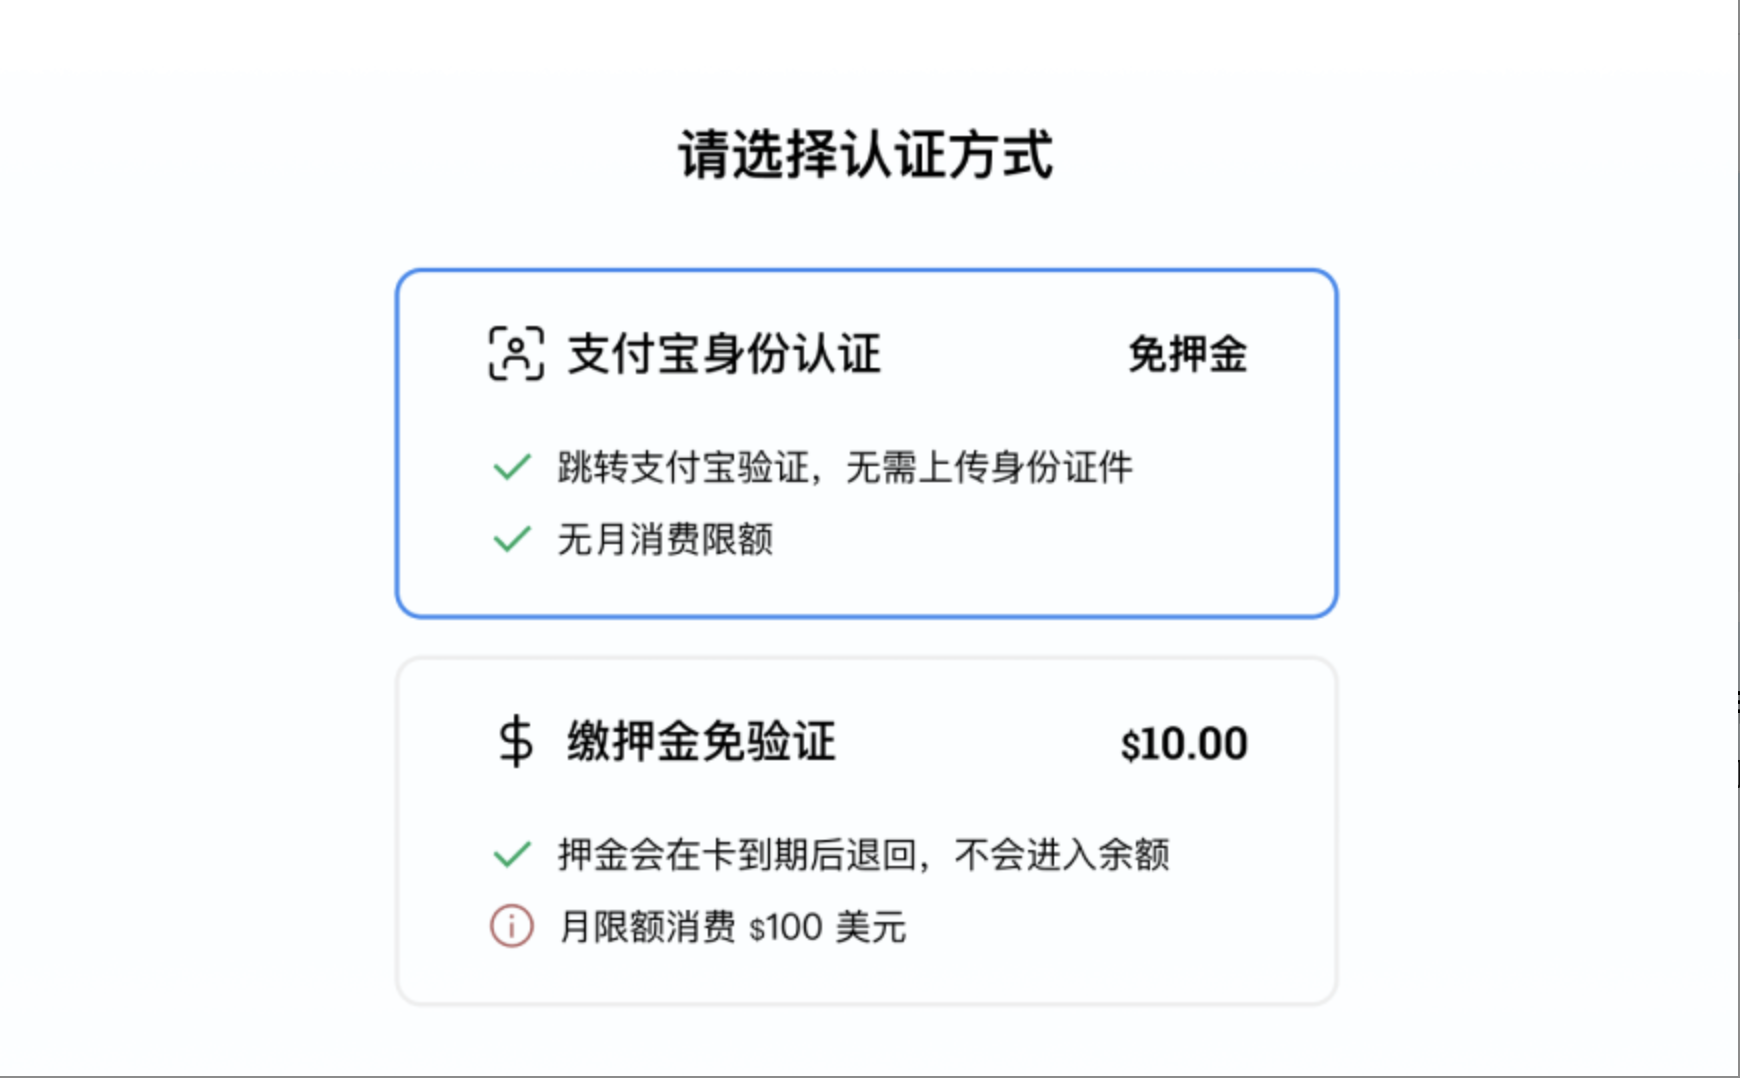 请选择认证方式
支付宝身份认证 免押金
跳转支付宝验证，无需上传身份证件
无月消费限额
缴押金免验证 $10.00
押金会在卡到期后退回，不会进入余额
月限额消费 $100 美元